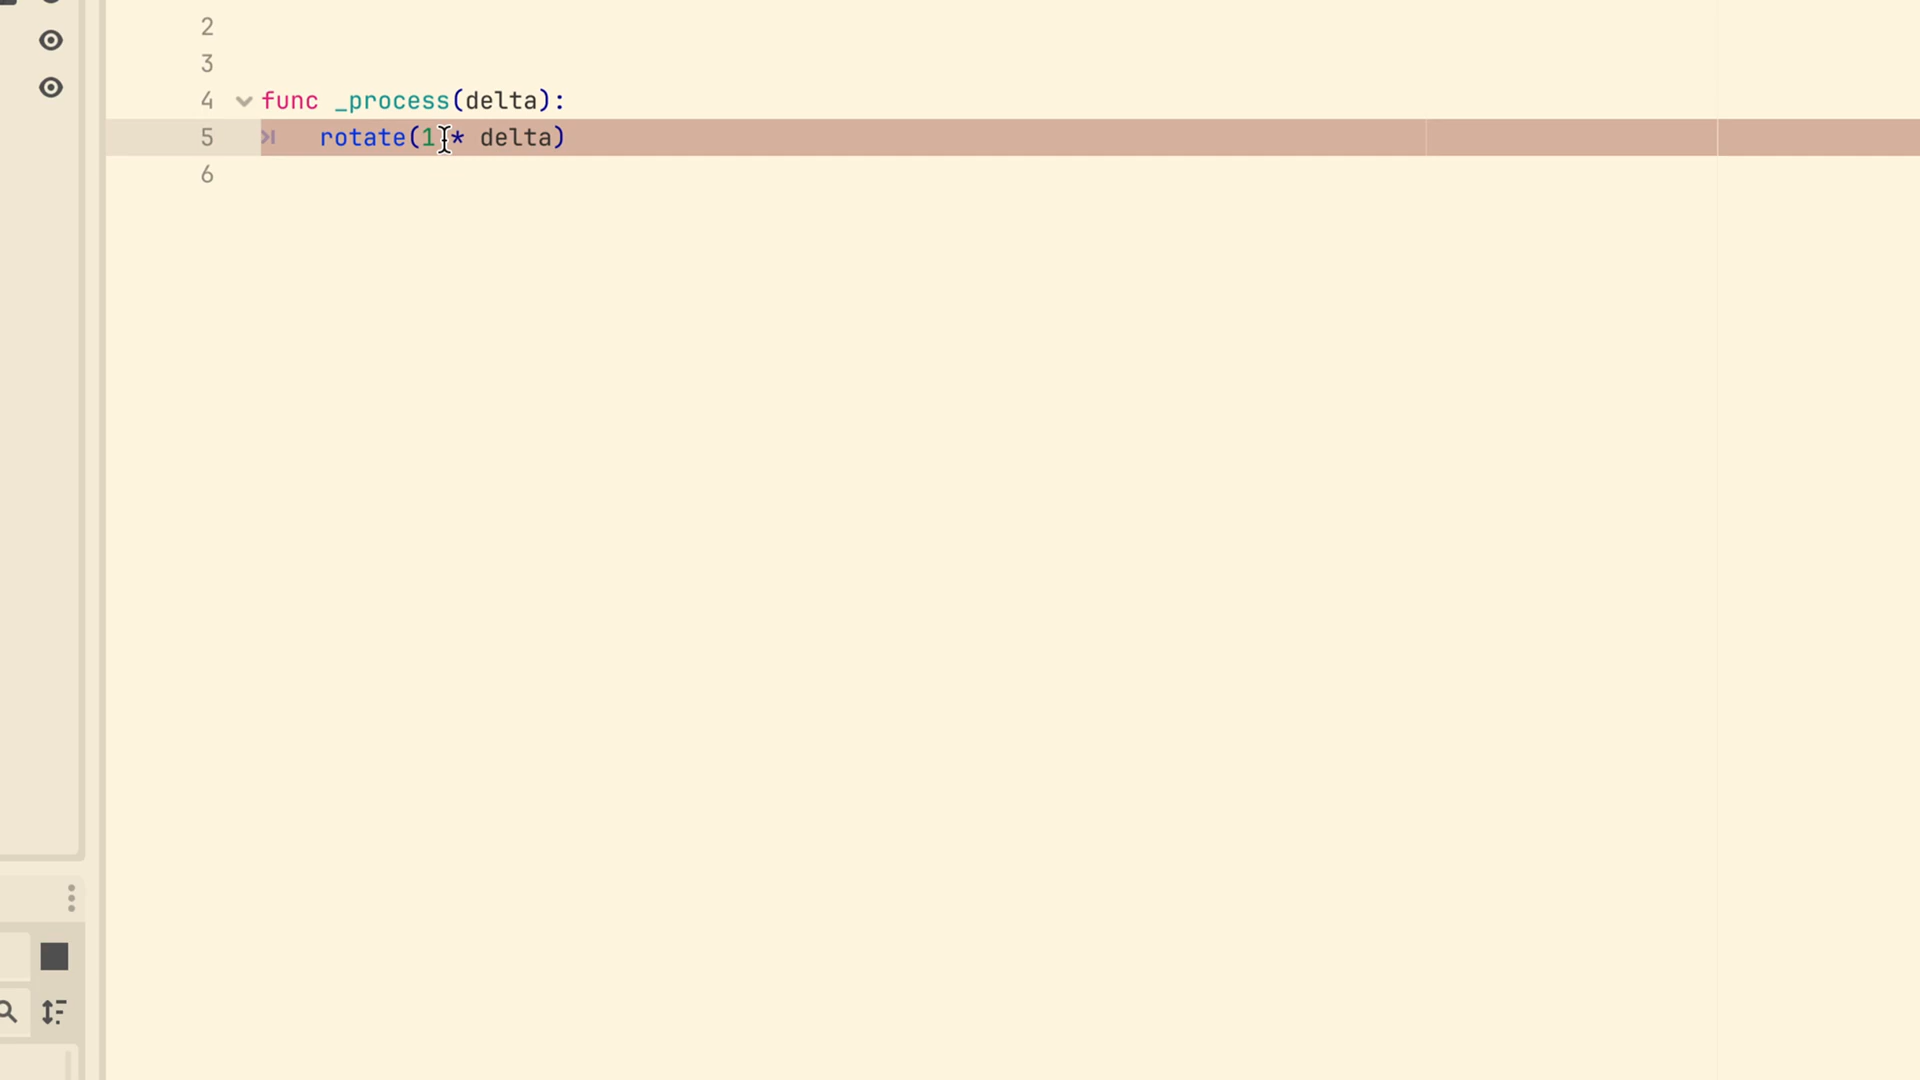 2
3
4 func _process(delta):
5 rotate(1 * delta)
6